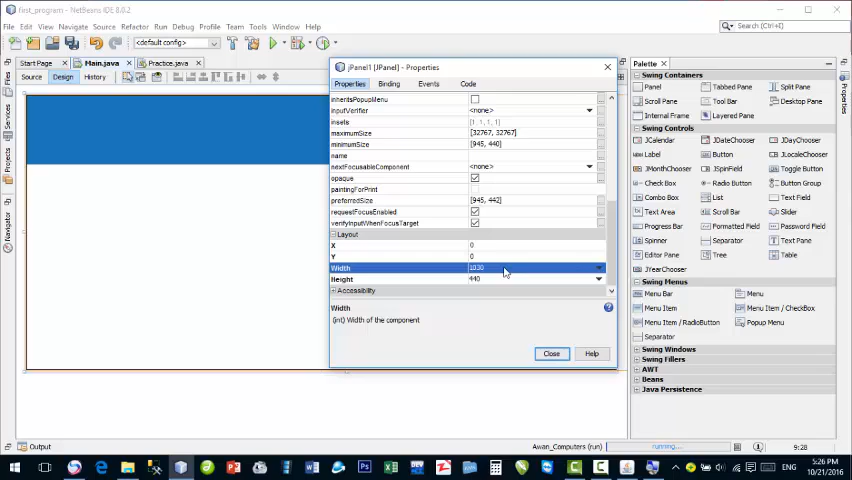 first_program - NetBeans IDE 8.0.2
File Edit View Navigate Source Refactor Run Debug Profile Team Tools Window Help
Search (Ctrl+I)
<default config>
Start Page
Main.java
Practice.java
Source Design History
Files
Services
Projects
Navigator
Properties
jPanel1 [JPanel] - Properties
Properties Binding Events Code
inheritsPopupMenu
inputVerifier <none>
insets [1, 1, 1, 1]
maximumSize [32767, 32767]
minimumSize [945, 440]
name
nextFocusableComponent <none>
opaque
paintingForPrint
preferredSize [945, 442]
requestFocusEnabled
verifyInputWhenFocusTarget
Layout
X 0
Y 0
Width 1030
Height 440
Accessibility
Width
(int) Width of the component
Close Help
Palette
Swing Containers
Panel Tabbed Pane Split Pane
Scroll Pane Tool Bar Desktop Pane
Internal Frame Layered Pane
Swing Controls
JCalendar JDateChooser JDayChooser
Label Button JLocaleChooser
JMonthChooser JSpinField Toggle Button
Check Box Radio Button Button Group
Combo Box List Text Field
Text Area Scroll Bar Slider
Progress Bar Formatted Field Password Field
Spinner Separator Text Pane
Editor Pane Tree Table
JYearChooser
Swing Menus
Menu Bar Menu
Menu Item Menu Item / CheckBox
Menu Item / RadioButton Popup Menu
Separator
Swing Windows
Swing Fillers
AWT
Beans
Java Persistence
Output
Awan_Computers (run) running... 9:28
ENG
5:26 PM
10/21/2016